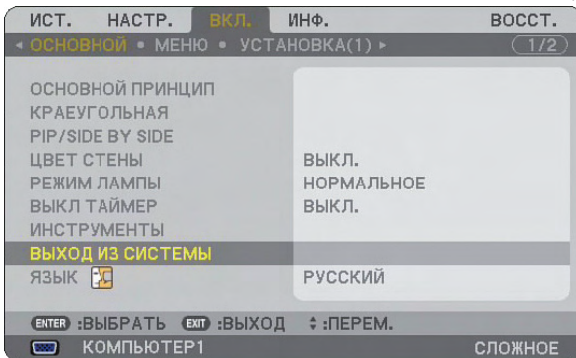 ИСТ. НАСТР. ВКЛ. ИНФ. ВОССТ.
ОСНОВНОЙ • МЕНЮ • УСТАНОВКА(1) 1/2
ОСНОВНОЙ ПРИНЦИП
КРАЕУГОЛЬНАЯ
PIP/SIDE BY SIDE
ЦВЕТ СТЕНЫ ВЫКЛ.
РЕЖИМ ЛАМПЫ НОРМАЛЬНОЕ
ВЫКЛ ТАЙМЕР ВЫКЛ.
ИНСТРУМЕНТЫ
ВЫХОД ИЗ СИСТЕМЫ
ЯЗЫК РУССКИЙ
ENTER :ВЫБРАТЬ EXIT :ВЫХОД :ПЕРЕМ.
КОМПЬЮТЕР1 СЛОЖНОЕ